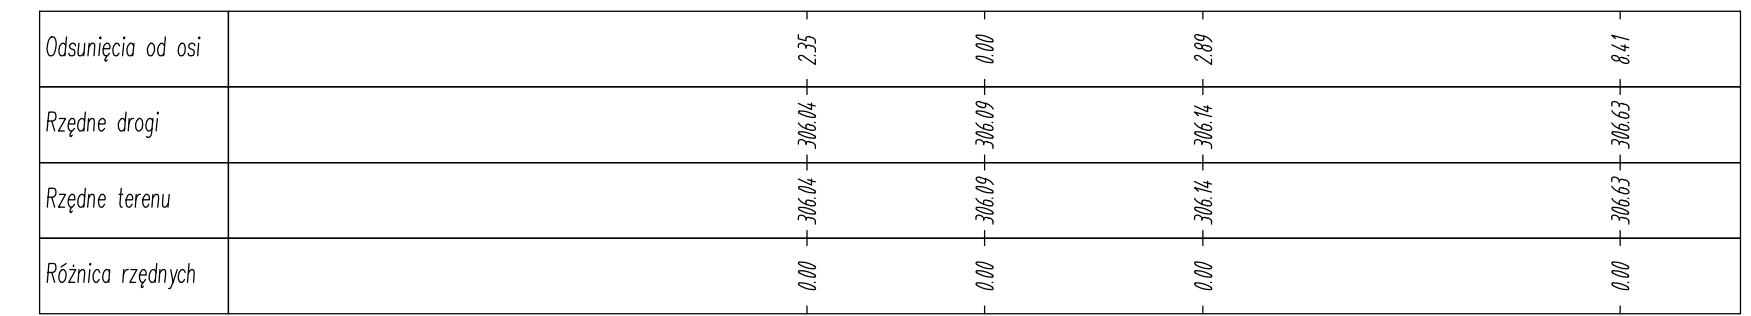 Odsunięcia od osi 2.35 0.00 2.89 8.41
Rzędne drogi 306.04 306.09 306.14 306.63
Rzędne terenu 306.04 306.09 306.14 306.63
Różnica rzędnych 0.00 0.00 0.00 0.00